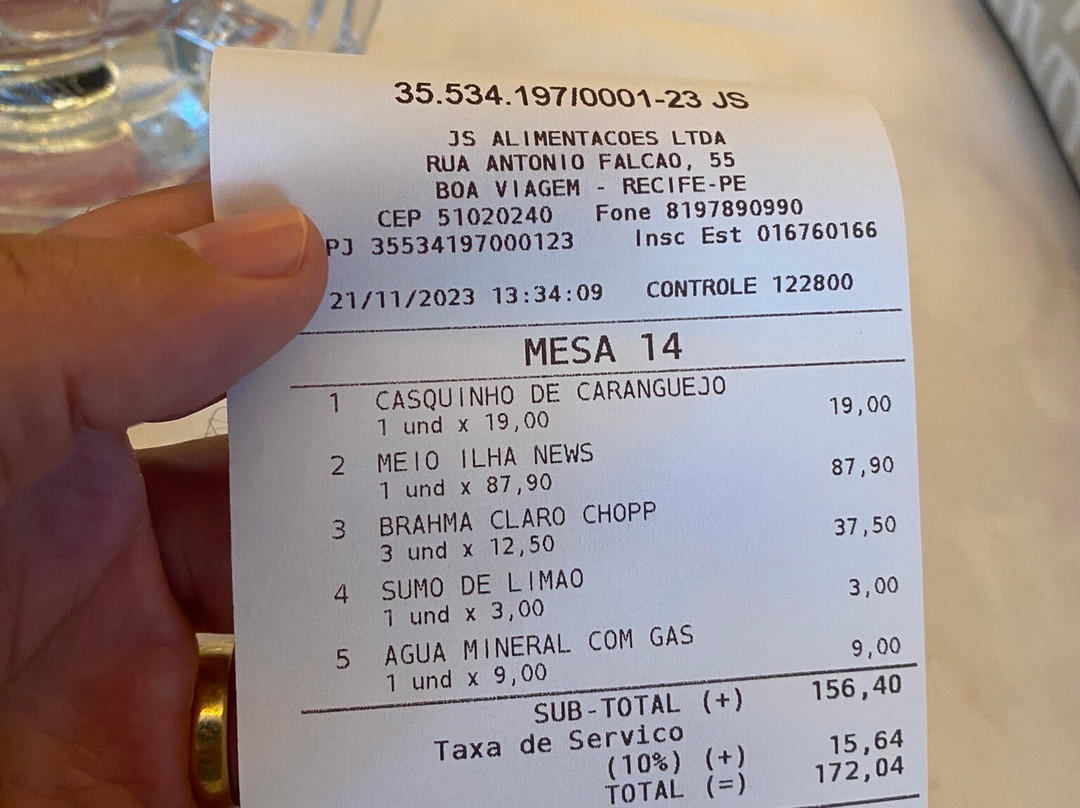 35.534.197/0001-23 JS
JS ALIMENTACOES LTDA
RUA ANTONIO FALCAO, 55
BOA VIAGEM - RECIFE-PE
CEP 51020240 Fone 8197890990
PJ 35534197000123 Insc Est 016760166
21/11/2023 13:34:09 CONTROLE 122800
MESA 14
1 CASQUINHO DE CARANGUEJO
1 und x 19,00 19,00
2 MEIO ILHA NEWS
1 und x 87,90 87,90
3 BRAHMA CLARO CHOPP
3 und x 12,50 37,50
4 SUMO DE LIMAO
1 und x 3,00 3,00
5 AGUA MINERAL COM GAS
1 und x 9,00 9,00
SUB-TOTAL (+) 156,40
Taxa de Servico
(10%) (+) 15,64
TOTAL (=) 172,04